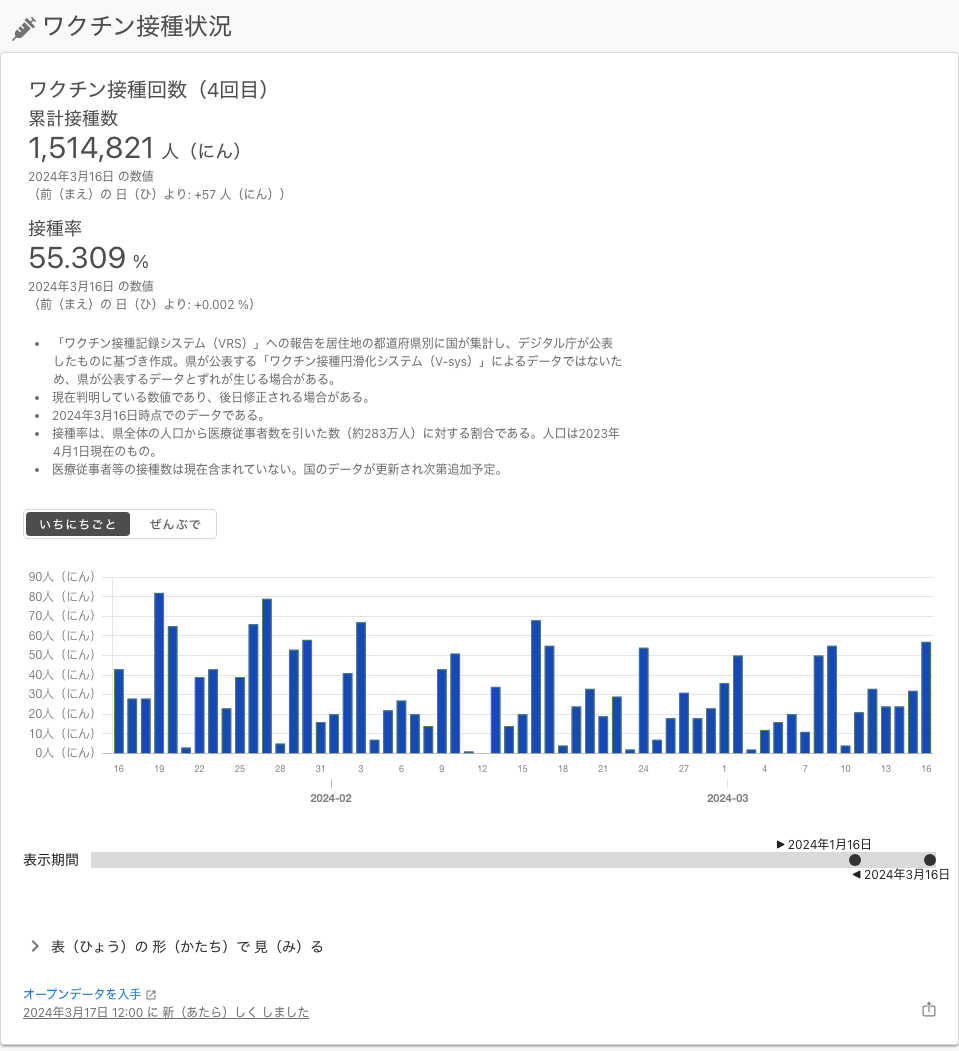 ワクチン接種状況
ワクチン接種回数（4回目）
累計接種数
1,514,821 人（にん）
2024年3月16日 の数値
（前（まえ）の 日（ひ）より: +57 人（にん））
接種率
55.309 %
2024年3月16日 の数値
（前（まえ）の 日（ひ）より: +0.002 %）
• 「ワクチン接種記録システム（VRS）」への報告を居住地の都道府県別に国が集計し、デジタル庁が公表
したものに基づき作成。県が公表する「ワクチン接種円滑化システム（V-sys）」によるデータではないた
め、県が公表するデータとずれが生じる場合がある。
• 現在判明している数値であり、後日修正される場合がある。
• 2024年3月16日時点でのデータである。
• 接種率は、県全体の人口から医療従事者数を引いた数（約283万人）に対する割合である。人口は2023年
4月1日現在のもの。
• 医療従事者等の接種数は現在含まれていない。国のデータが更新され次第追加予定。
いちにちごと ぜんぶで
90人（にん）
80人（にん）
70人（にん）
60人（にん）
50人（にん）
40人（にん）
30人（にん）
20人（にん）
10人（にん）
0人（にん）
16 19 22 25 28 31 3 6 9 12 15 18 21 24 27 1 4 7 10 13 16
2024-02 2024-03
▶ 2024年1月16日
表示期間
◀ 2024年3月16日
表（ひょう）の 形（かたち）で 見（み）る
オープンデータを入手
2024年3月17日 12:00 に 新（あたら）しく しました